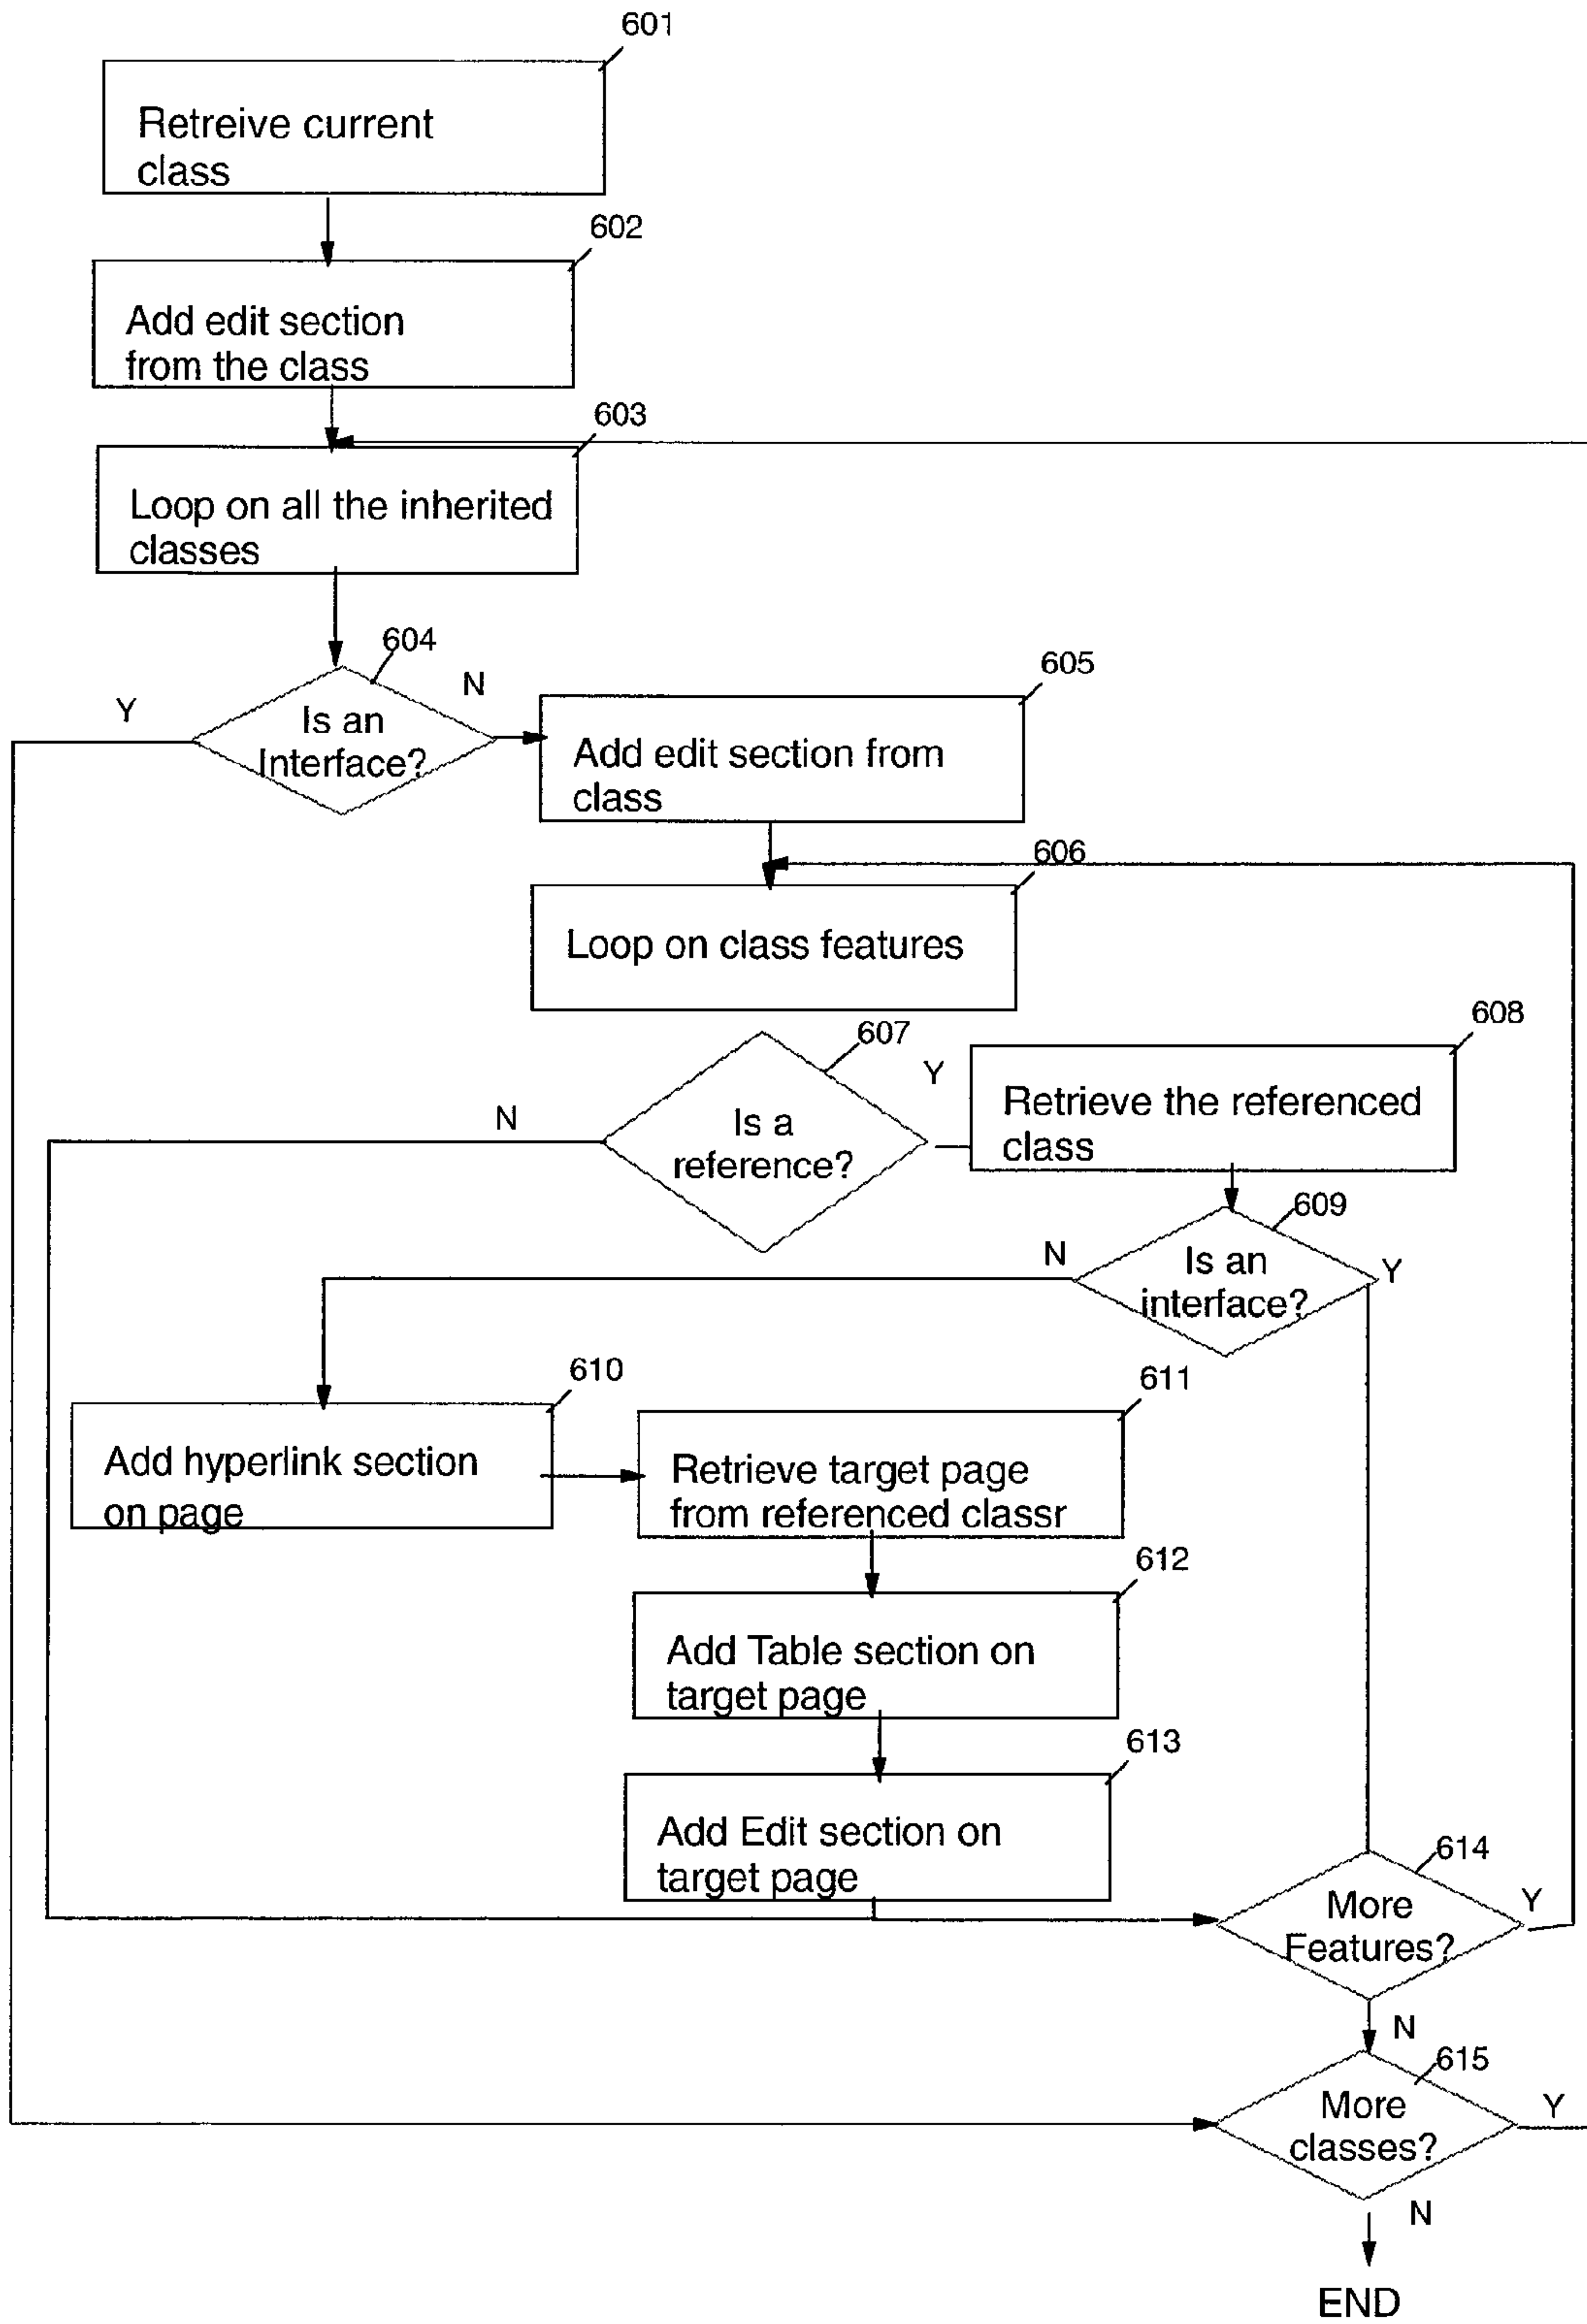 601
Retreive current
class
602
Add edit section
from the class
603
Loop on all the inherited
classes
604
Y
N
Is an
Interface?
605
Add edit section from
class
606
Loop on class features
607
Y
N
Is a
reference?
608
Retrieve the referenced
class
609
N
Y
Is an
interface?
610
Add hyperlink section
on page
611
Retrieve target page
from referenced classr
612
Add Table section on
target page
613
Add Edit section on
target page
614
More
Features?
Y
N
615
More
classes?
Y
N
END